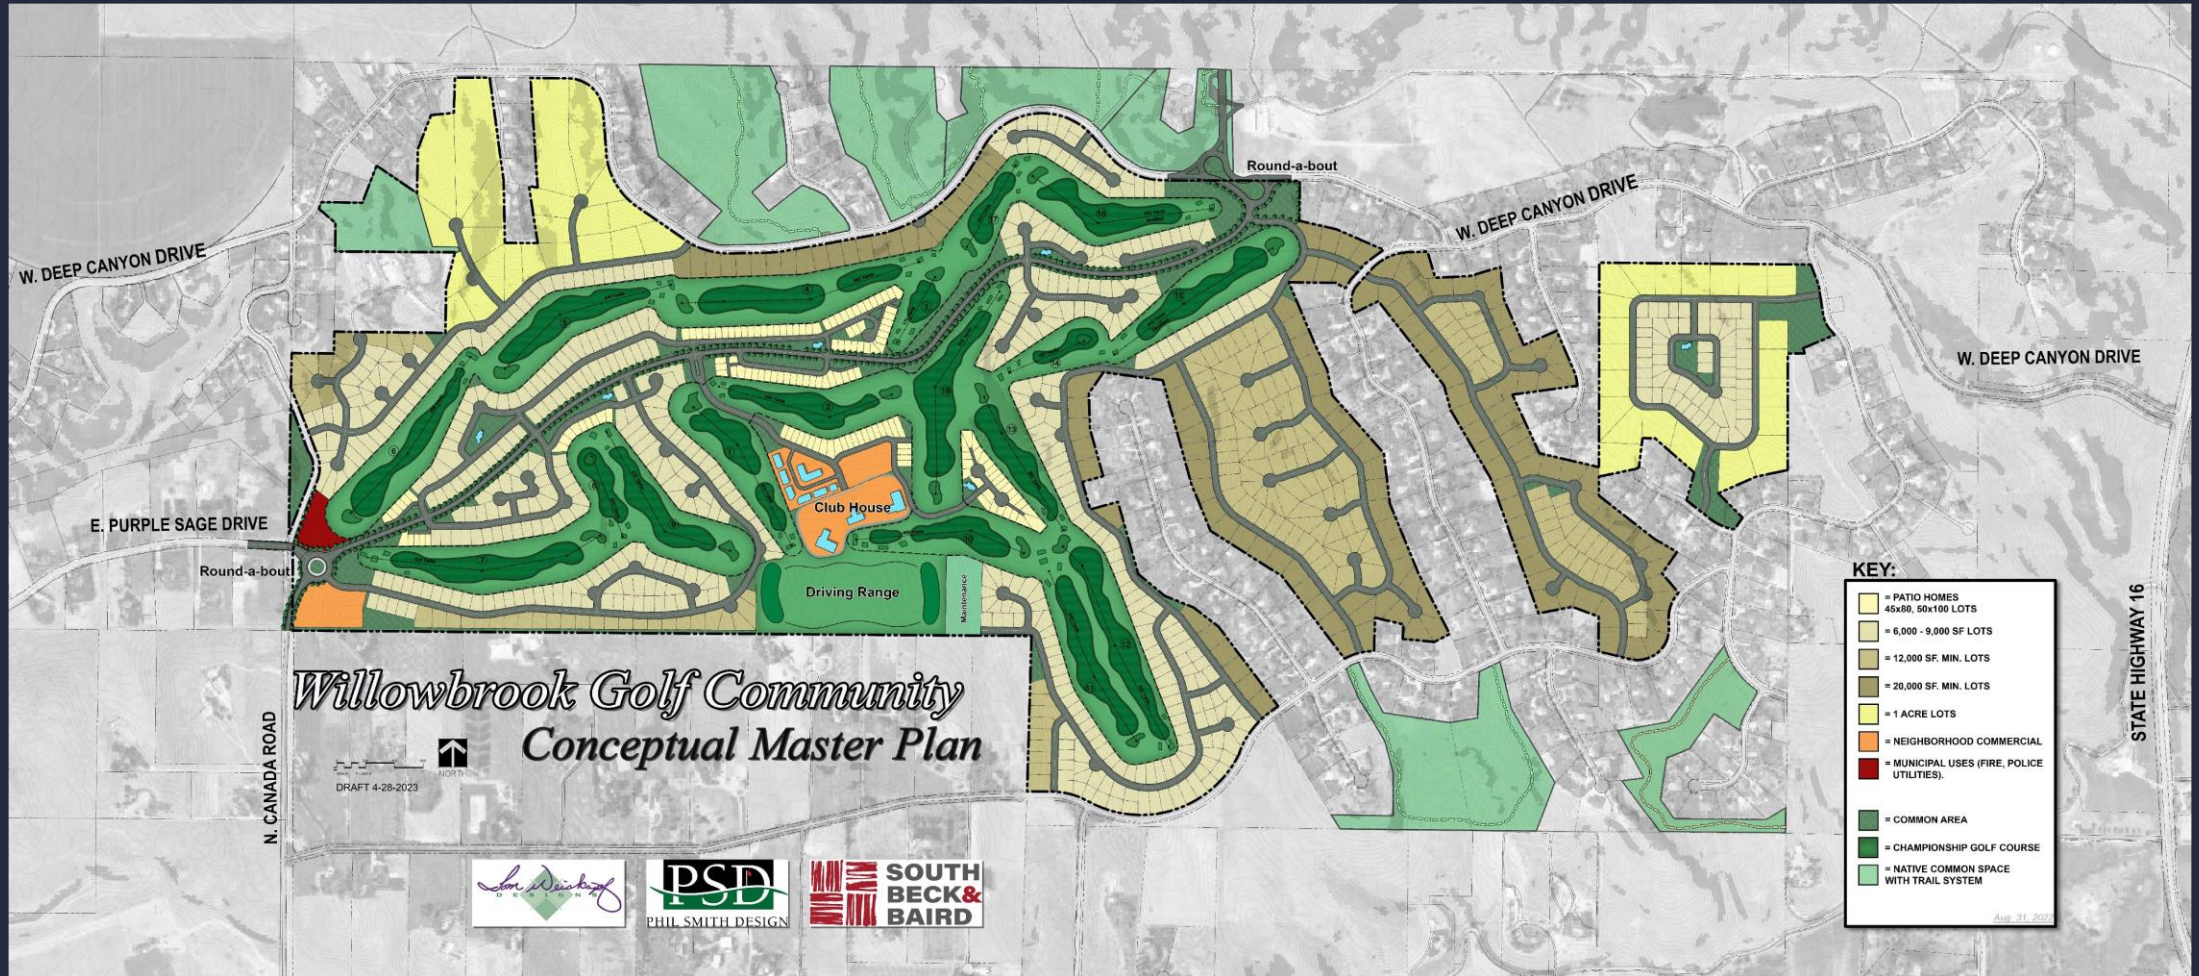 Round-a-bout
W. DEEP CANYON DRIVE
W. DEEP CANYON DRIVE
W. DEEP CANYON DRIVE
E. PURPLE SAGE DRIVE
Round-a-bout
Club House
Driving Range
Maintenance
N. CANADA ROAD
STATE HIGHWAY 16
Willowbrook Golf Community
Conceptual Master Plan
NORTH
DRAFT 4-28-2023
DESIGNS
PSD
PHIL SMITH DESIGN
SOUTH
BECK&
BAIRD
KEY:
= PATIO HOMES
45x80, 50x100 LOTS
= 6,000 - 9,000 SF LOTS
= 12,000 SF. MIN. LOTS
= 20,000 SF. MIN. LOTS
= 1 ACRE LOTS
= NEIGHBORHOOD COMMERCIAL
= MUNICIPAL USES (FIRE, POLICE
UTILITIES).
= COMMON AREA
= CHAMPIONSHIP GOLF COURSE
= NATIVE COMMON SPACE
WITH TRAIL SYSTEM
Aug. 31, 2022